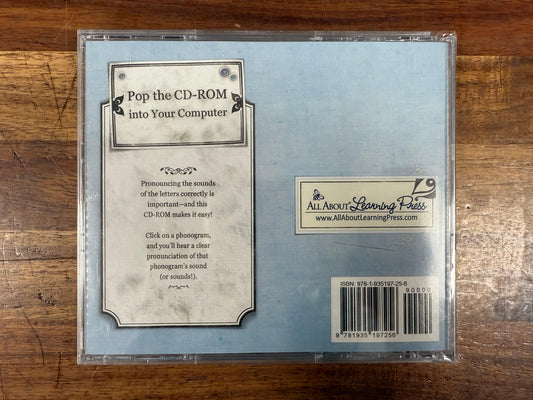 Pop the CD-ROM
into Your Computer
Pronouncing the sounds
of the letters correctly is
important—and this
CD-ROM makes it easy!
Click on a phonogram,
and you'll hear a clear
pronunciation of that
phonogram's sound
(or sounds!).
ALL ABOUT Learning Press
www.AllAboutLearningPress.com
ISBN: 978-1-935197-25-6
90000
9 781935 197256